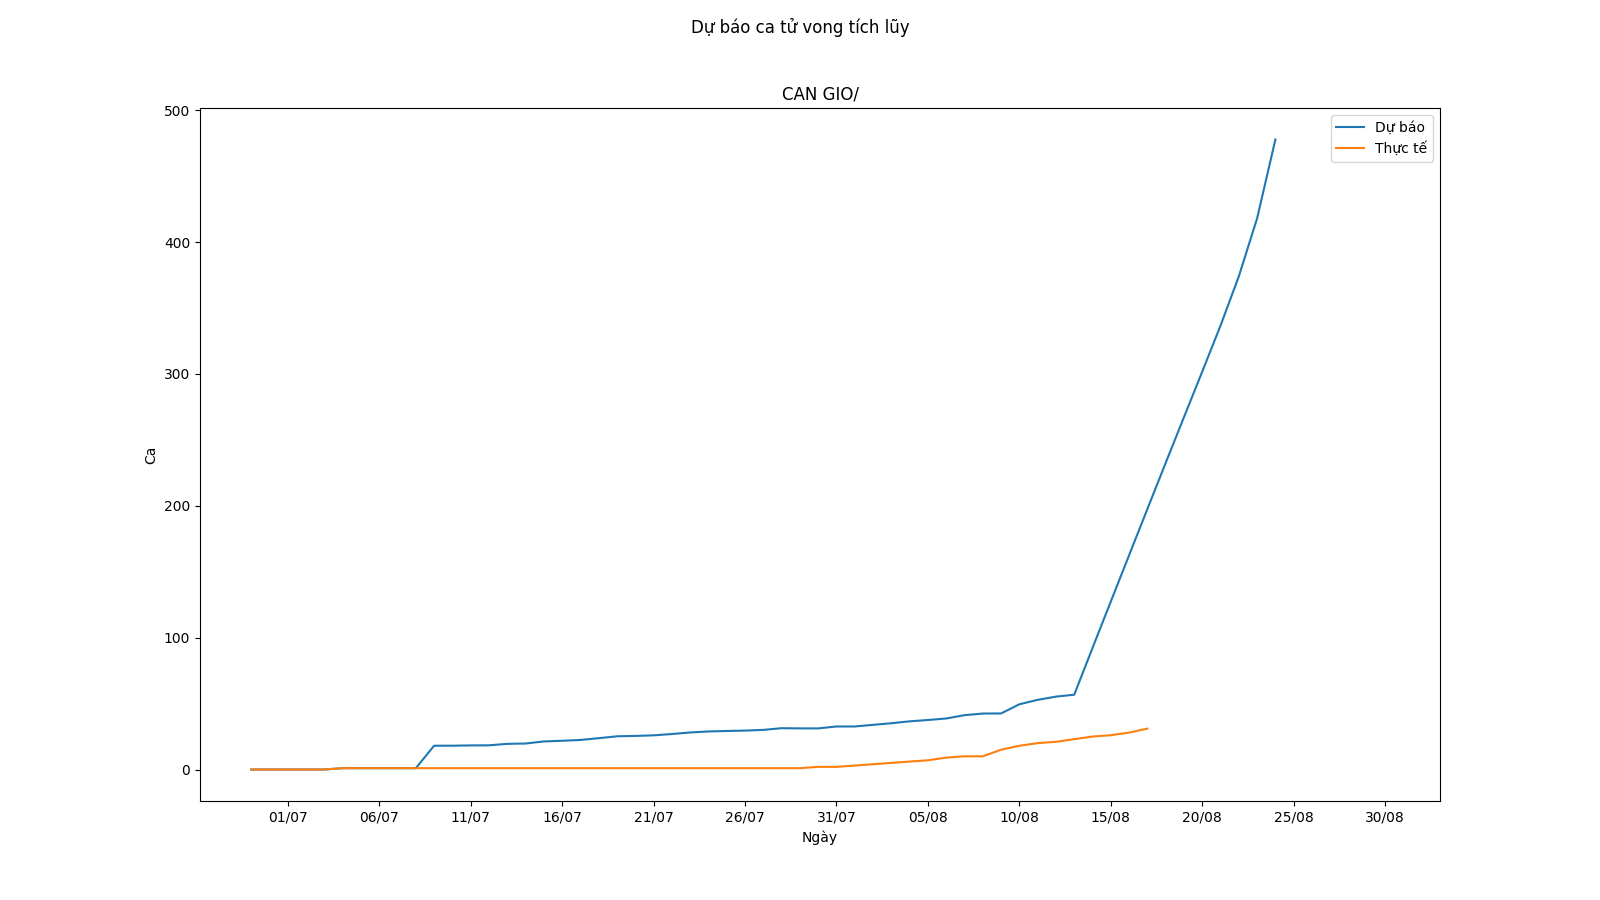 Dự báo ca tử vong tích lũy
CAN GIO/
Dự báo
Thực tế
500
400
300
200
100
0
Ca
01/07 06/07 11/07 16/07 21/07 26/07 31/07 05/08 10/08 15/08 20/08 25/08 30/08
Ngày